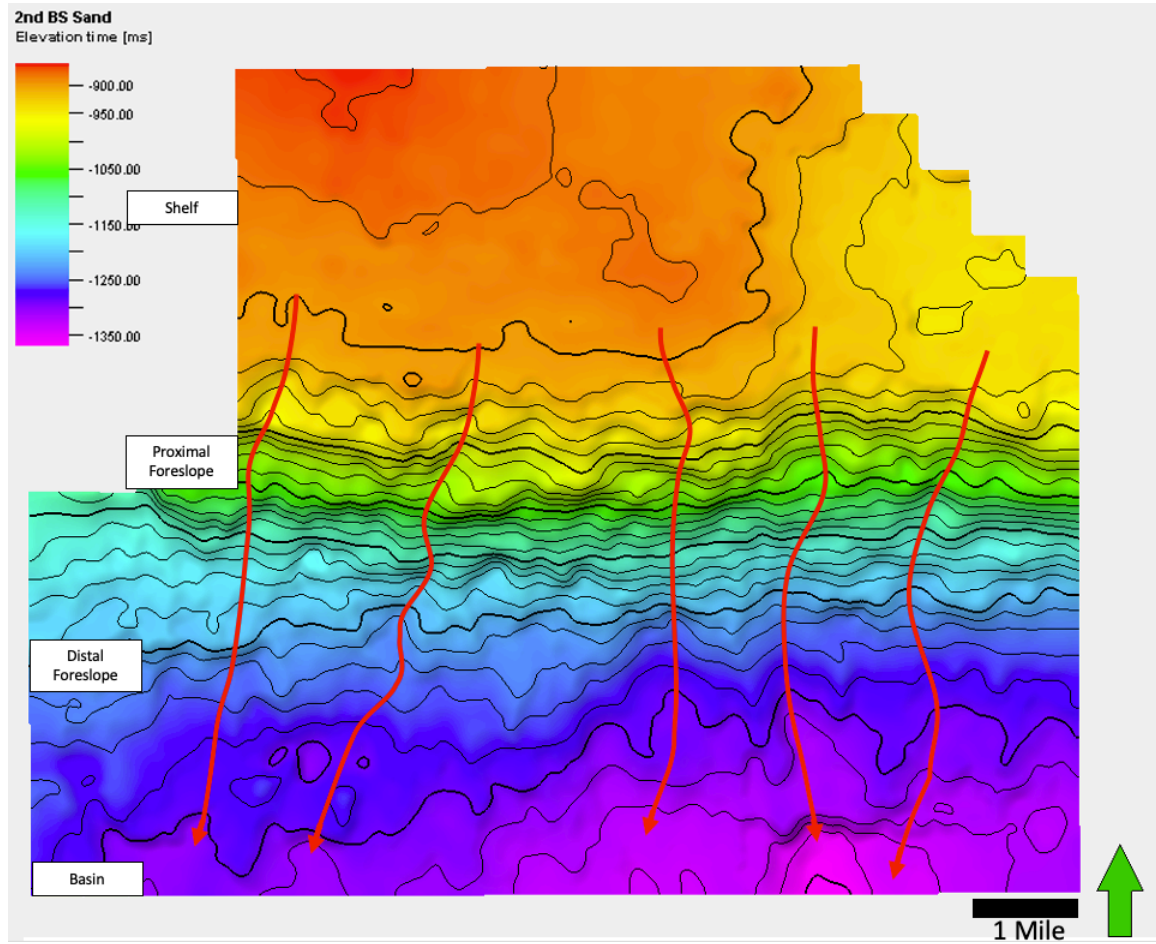 2nd BS Sand
Elevation time [ms]
-900.00
-950.00
-1050.00
-1150.00
-1250.00
-1350.00
Shelf
Proximal
Foreslope
Distal
Foreslope
Basin
1 Mile